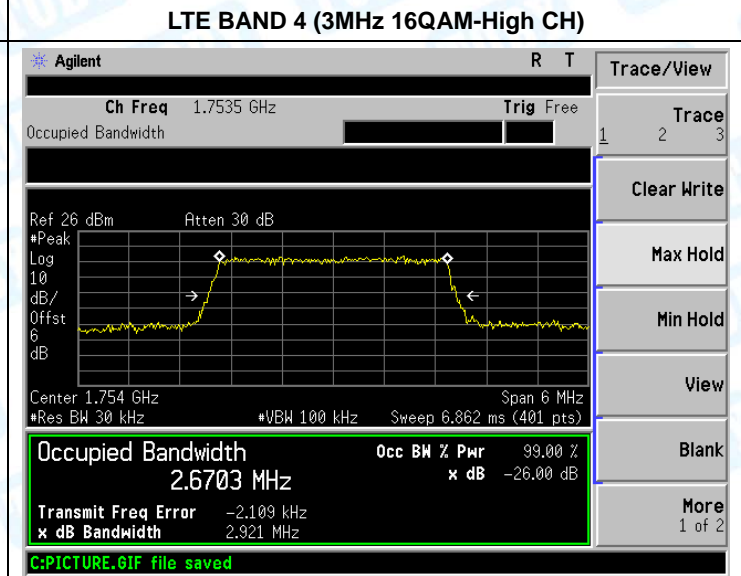 LTE BAND 4 (3MHz 16QAM-High CH)
Agilent R T
Trace/View
Ch Freq 1.7535 GHz Trig Free
Occupied Bandwidth
Trace
1 2 3
Clear Write
Ref 26 dBm Atten 30 dB
#Peak
Log
10
dB/
Offst
6
dB
Max Hold
Min Hold
View
Center 1.754 GHz Span 6 MHz
#Res BW 30 kHz #VBW 100 kHz Sweep 6.862 ms (401 pts)
Occupied Bandwidth Occ BW % Pwr 99.00 %
2.6703 MHz x dB -26.00 dB
Blank
Transmit Freq Error -2.109 kHz
x dB Bandwidth 2.921 MHz
More
1 of 2
C:PICTURE.GIF file saved